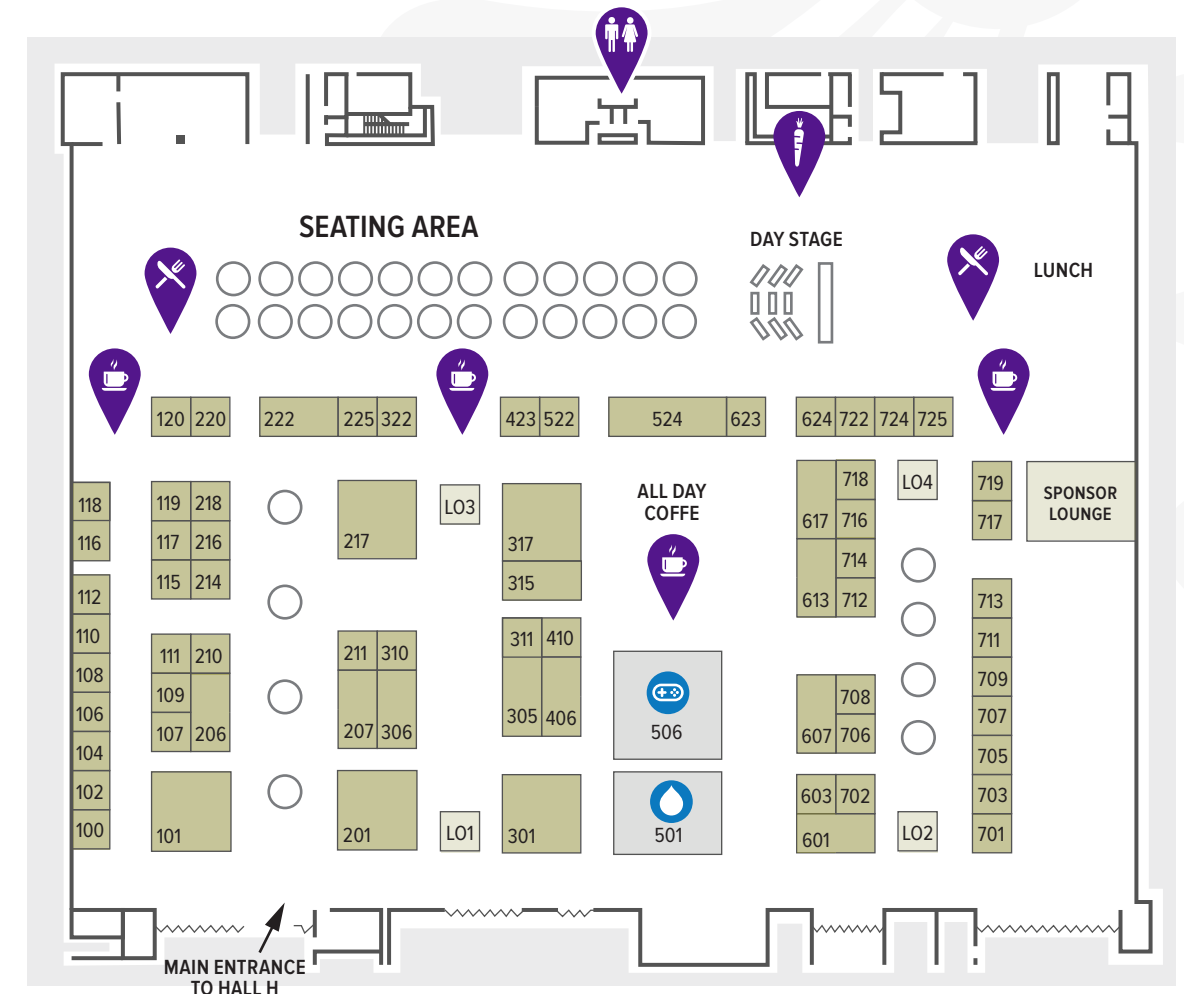 SEATING AREA
DAY STAGE
LUNCH
120 220 222 225 322 423 522 524 623 624 722 724 725
118 119 218 217 LO3 317 ALL DAY
COFFE
617 718 LO4 719 SPONSOR
LOUNGE
116 117 216 716 717
115 214 315 613 714
712
112 713
110 111 210 211 310 311 410 711
108 109 708 709
106 107 206 207 306 305 406 506 607 706 707
104 705
102 603 702 703
100 101 201 LO1 301 501 601 LO2 701
MAIN ENTRANCE
TO HALL H